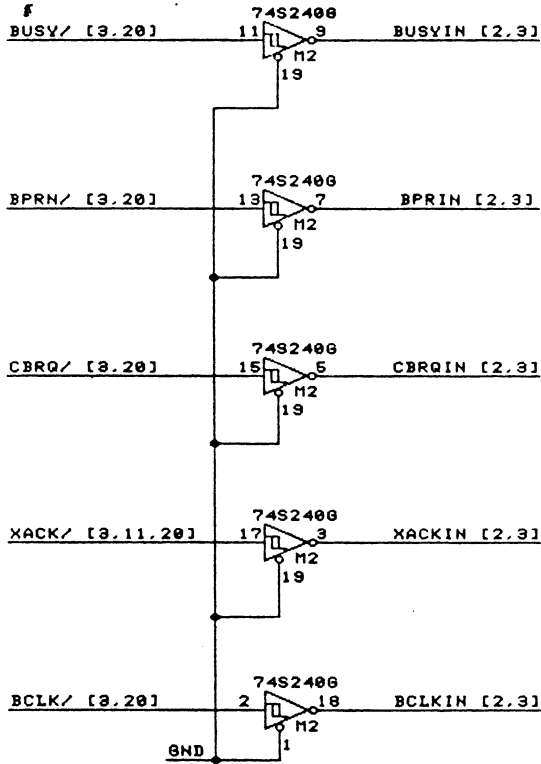 74S240G
BUSY/ [3,20] 11 9 BUSYIN [2,3]
M2
19
74S240G
BPRN/ [3,20] 13 7 BPRIN [2,3]
M2
19
74S240G
CBRQ/ [3,20] 15 5 CBRQIN [2,3]
M2
19
74S240G
XACK/ [3,11,20] 17 3 XACKIN [2,3]
M2
19
74S240G
BCLK/ [3,20] 2 18 BCLKIN [2,3]
M2
1
GND